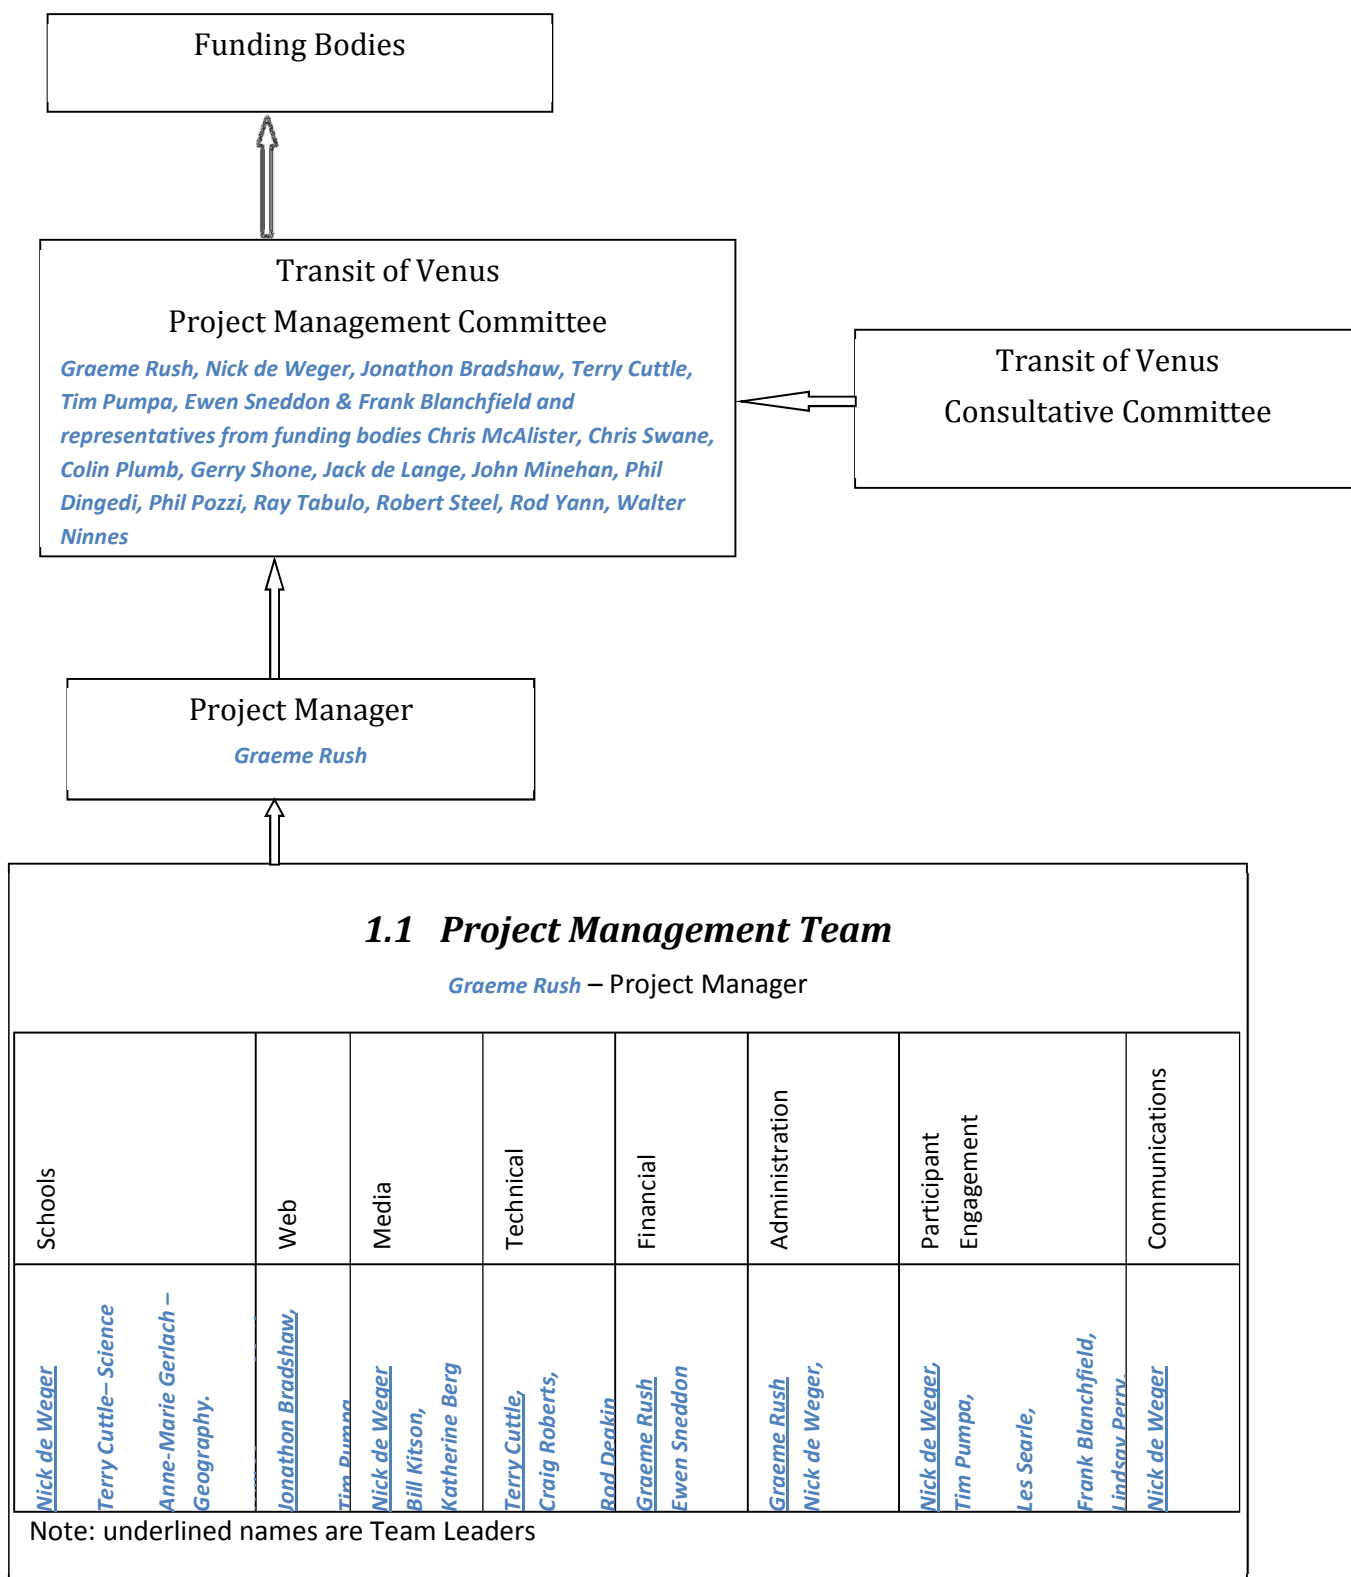 Funding Bodies
Transit of Venus
Project Management Committee
Graeme Rush, Nick de Weger, Jonathon Bradshaw, Terry Cuttle,
Tim Pumpa, Ewen Sneddon & Frank Blanchfield and
representatives from funding bodies Chris McAlister, Chris Swane,
Colin Plumb, Gerry Shone, Jack de Lange, John Minehan, Phil
Dingedi, Phil Pozzi, Ray Tabulo, Robert Steel, Rod Yann, Walter
Ninnes
Transit of Venus
Consultative Committee
Project Manager
Graeme Rush
1.1 Project Management Team
Graeme Rush – Project Manager
Schools
Web
Media
Technical
Financial
Administration
Participant
Engagement
Communications
Nick de Weger
Terry Cuttle– Science
Anne-Marie Gerlach –
Geography.
Jonathon Bradshaw,
Tim Pumpa
Nick de Weger
Bill Kitson,
Katherine Berg
Terry Cuttle,
Craig Roberts,
Rod Deakin
Graeme Rush
Ewen Sneddon
Graeme Rush
Nick de Weger,
Nick de Weger,
Tim Pumpa,
Les Searle,
Frank Blanchfield,
Lindsay Perry,
Nick de Weger
Note: underlined names are Team Leaders